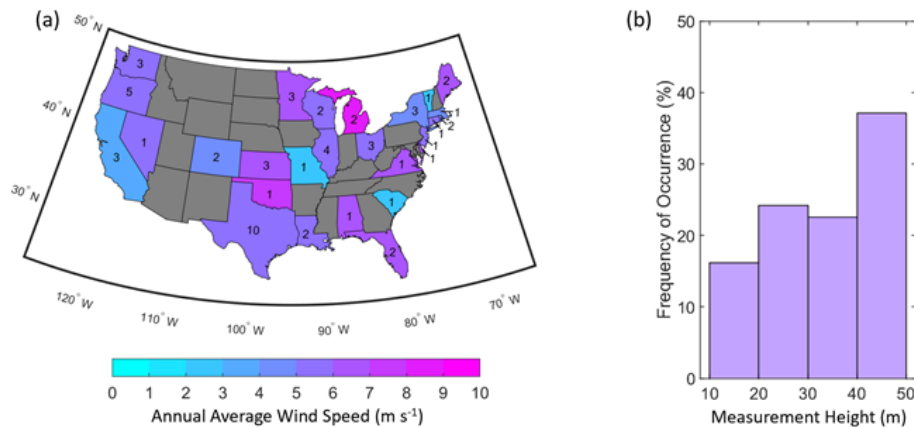 (a)
50° N
40° N
30° N
120° W
110° W
100° W
90° W
80° W
70° W
3
5
3
1
2
3
1
10
3
2
4
1
2
2
3
3
1
1
1
2
1
2
1
2
1
1
1
0 1 2 3 4 5 6 7 8 9 10
Annual Average Wind Speed (m s⁻¹)
(b)
Frequency of Occurrence (%)
50
40
30
20
10
0
10 20 30 40 50
Measurement Height (m)